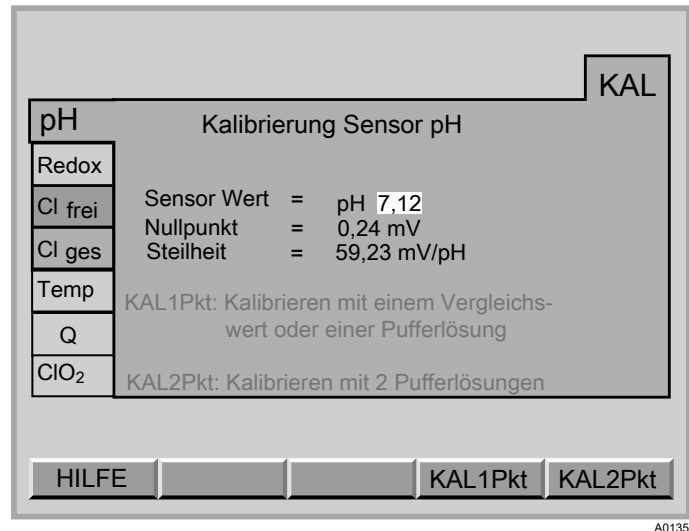 KAL
pH
Kalibrierung Sensor pH
Redox
Cl frei
Cl ges
Temp
Q
ClO₂
Sensor Wert = pH 7,12
Nullpunkt = 0,24 mV
Steilheit = 59,23 mV/pH
KAL1Pkt: Kalibrieren mit einem Vergleichs-
wert oder einer Pufferlösung
KAL2Pkt: Kalibrieren mit 2 Pufferlösungen
HILFE KAL1Pkt KAL2Pkt
A0135